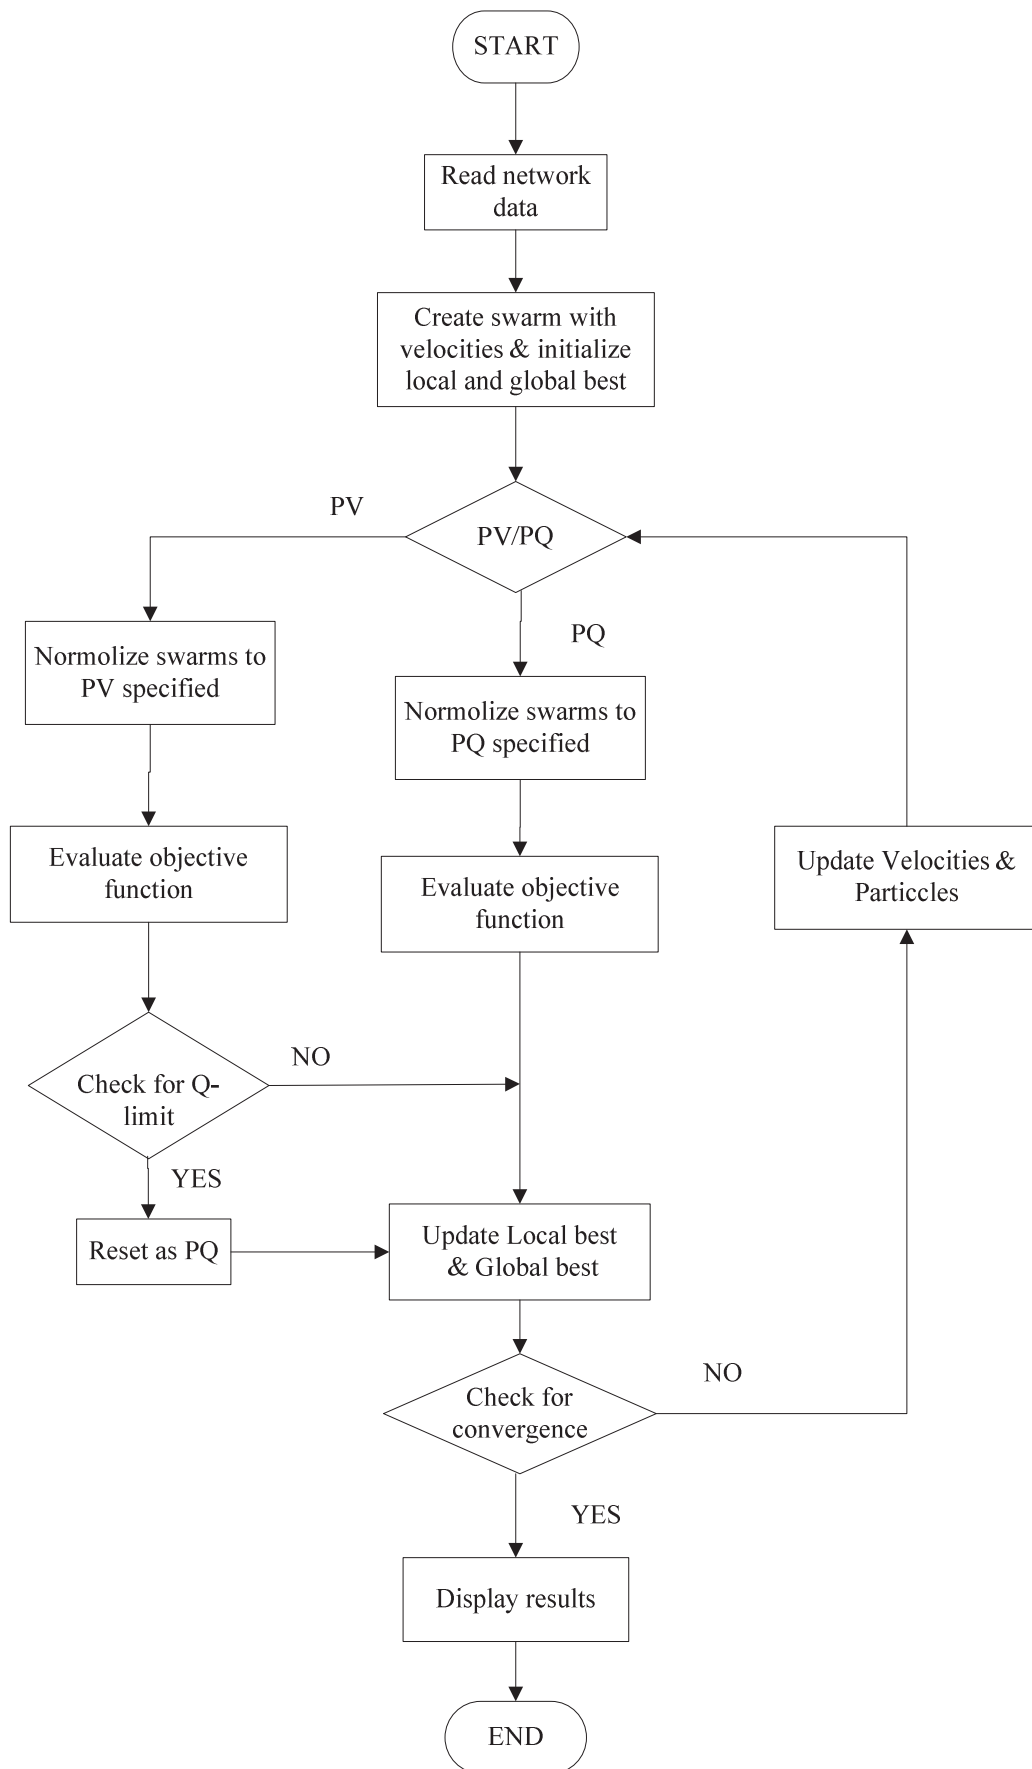 START
Read network
data
Create swarm with
velocities & initialize
local and global best
PV
PV/PQ
PQ
Normolize swarms to
PV specified
Normolize swarms to
PQ specified
Evaluate objective
function
Evaluate objective
function
Update Velocities &
Particcles
NO
Check for Q-
limit
YES
Reset as PQ
Update Local best
& Global best
Check for
convergence
NO
YES
Display results
END